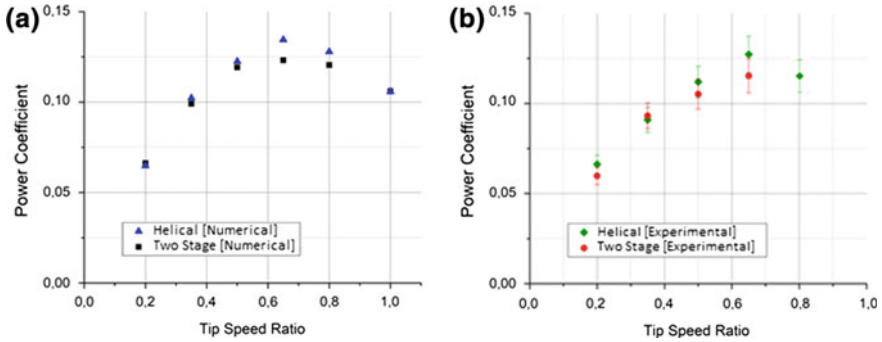 (a)
0,15
0,10
0,05
0,00
Power Coefficient
Helical [Numerical]
Two Stage [Numerical]
0,0 0,2 0,4 0,6 0,8 1,0
Tip Speed Ratio
(b)
0,15
0,10
0,05
0,00
Power Coefficient
Helical [Experimental]
Two Stage [Experimental]
0,0 0,2 0,4 0,6 0,8 1,0
Tip Speed Ratio